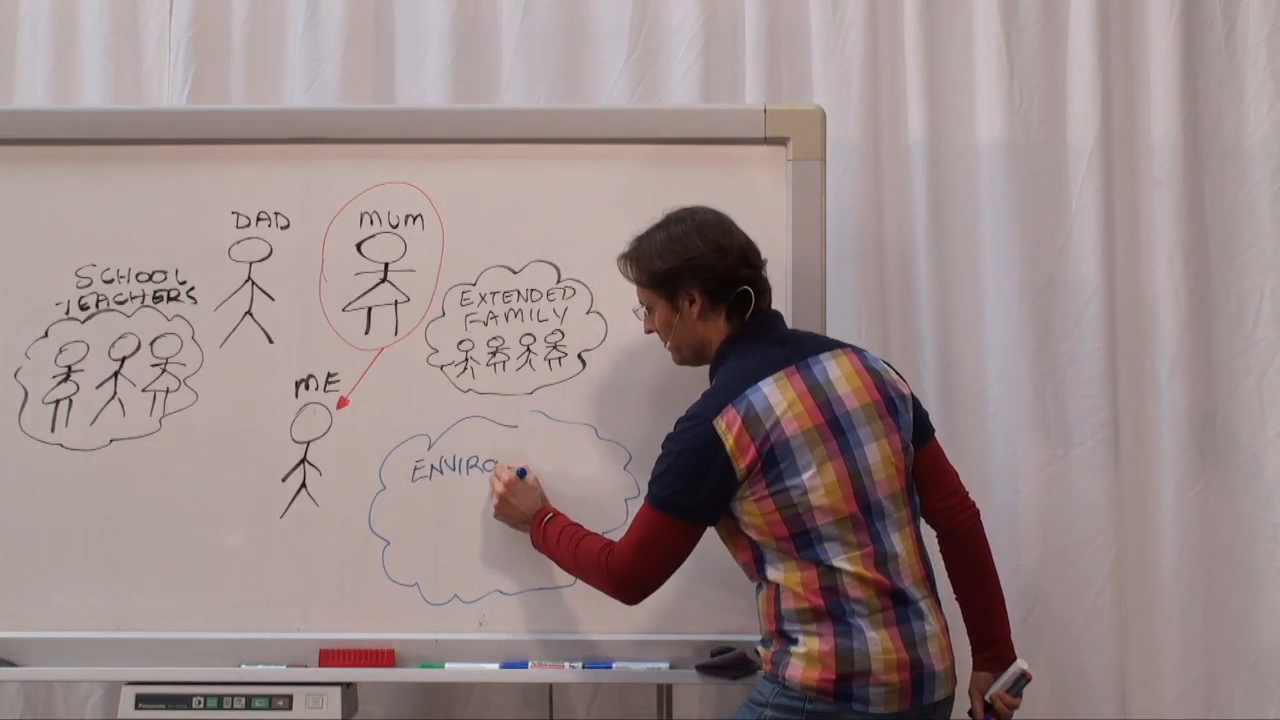 DAD
MUM
SCHOOL
TEACHERS
EXTENDED
FAMILY
ME
ENVIRO
Panasonic